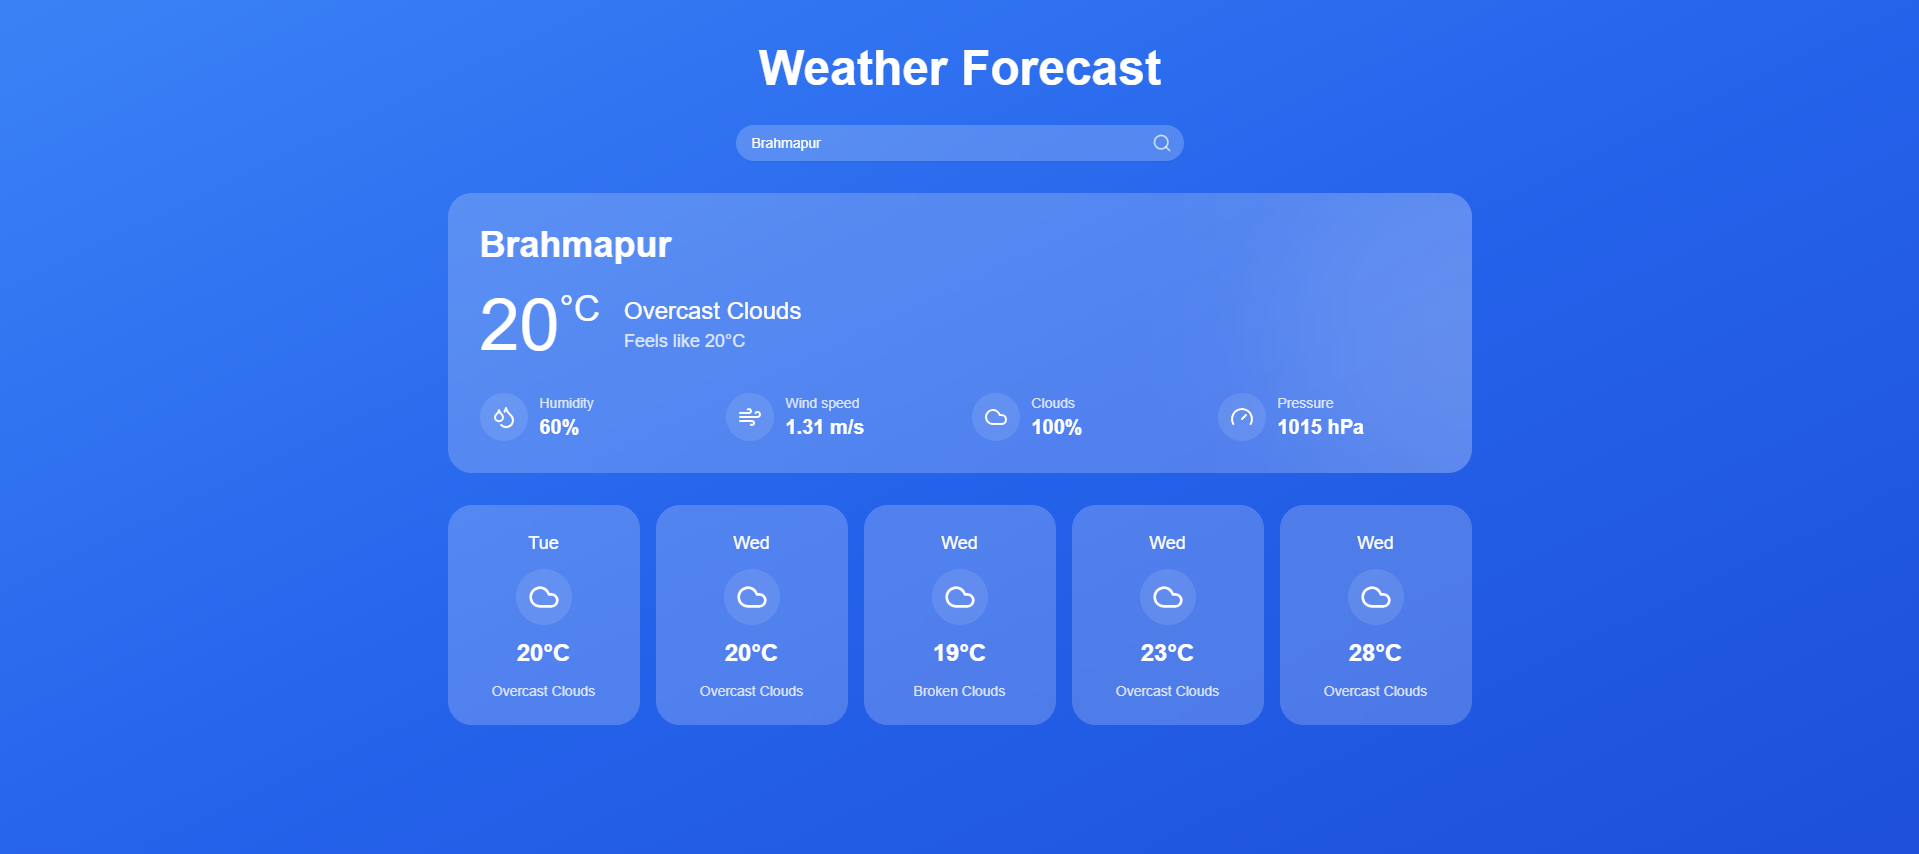 Weather Forecast
Brahmapur
Brahmapur
20°C
Overcast Clouds
Feels like 20°C
Humidity
60%
Wind speed
1.31 m/s
Clouds
100%
Pressure
1015 hPa
Tue
20°C
Overcast Clouds
Wed
20°C
Overcast Clouds
Wed
19°C
Broken Clouds
Wed
23°C
Overcast Clouds
Wed
28°C
Overcast Clouds